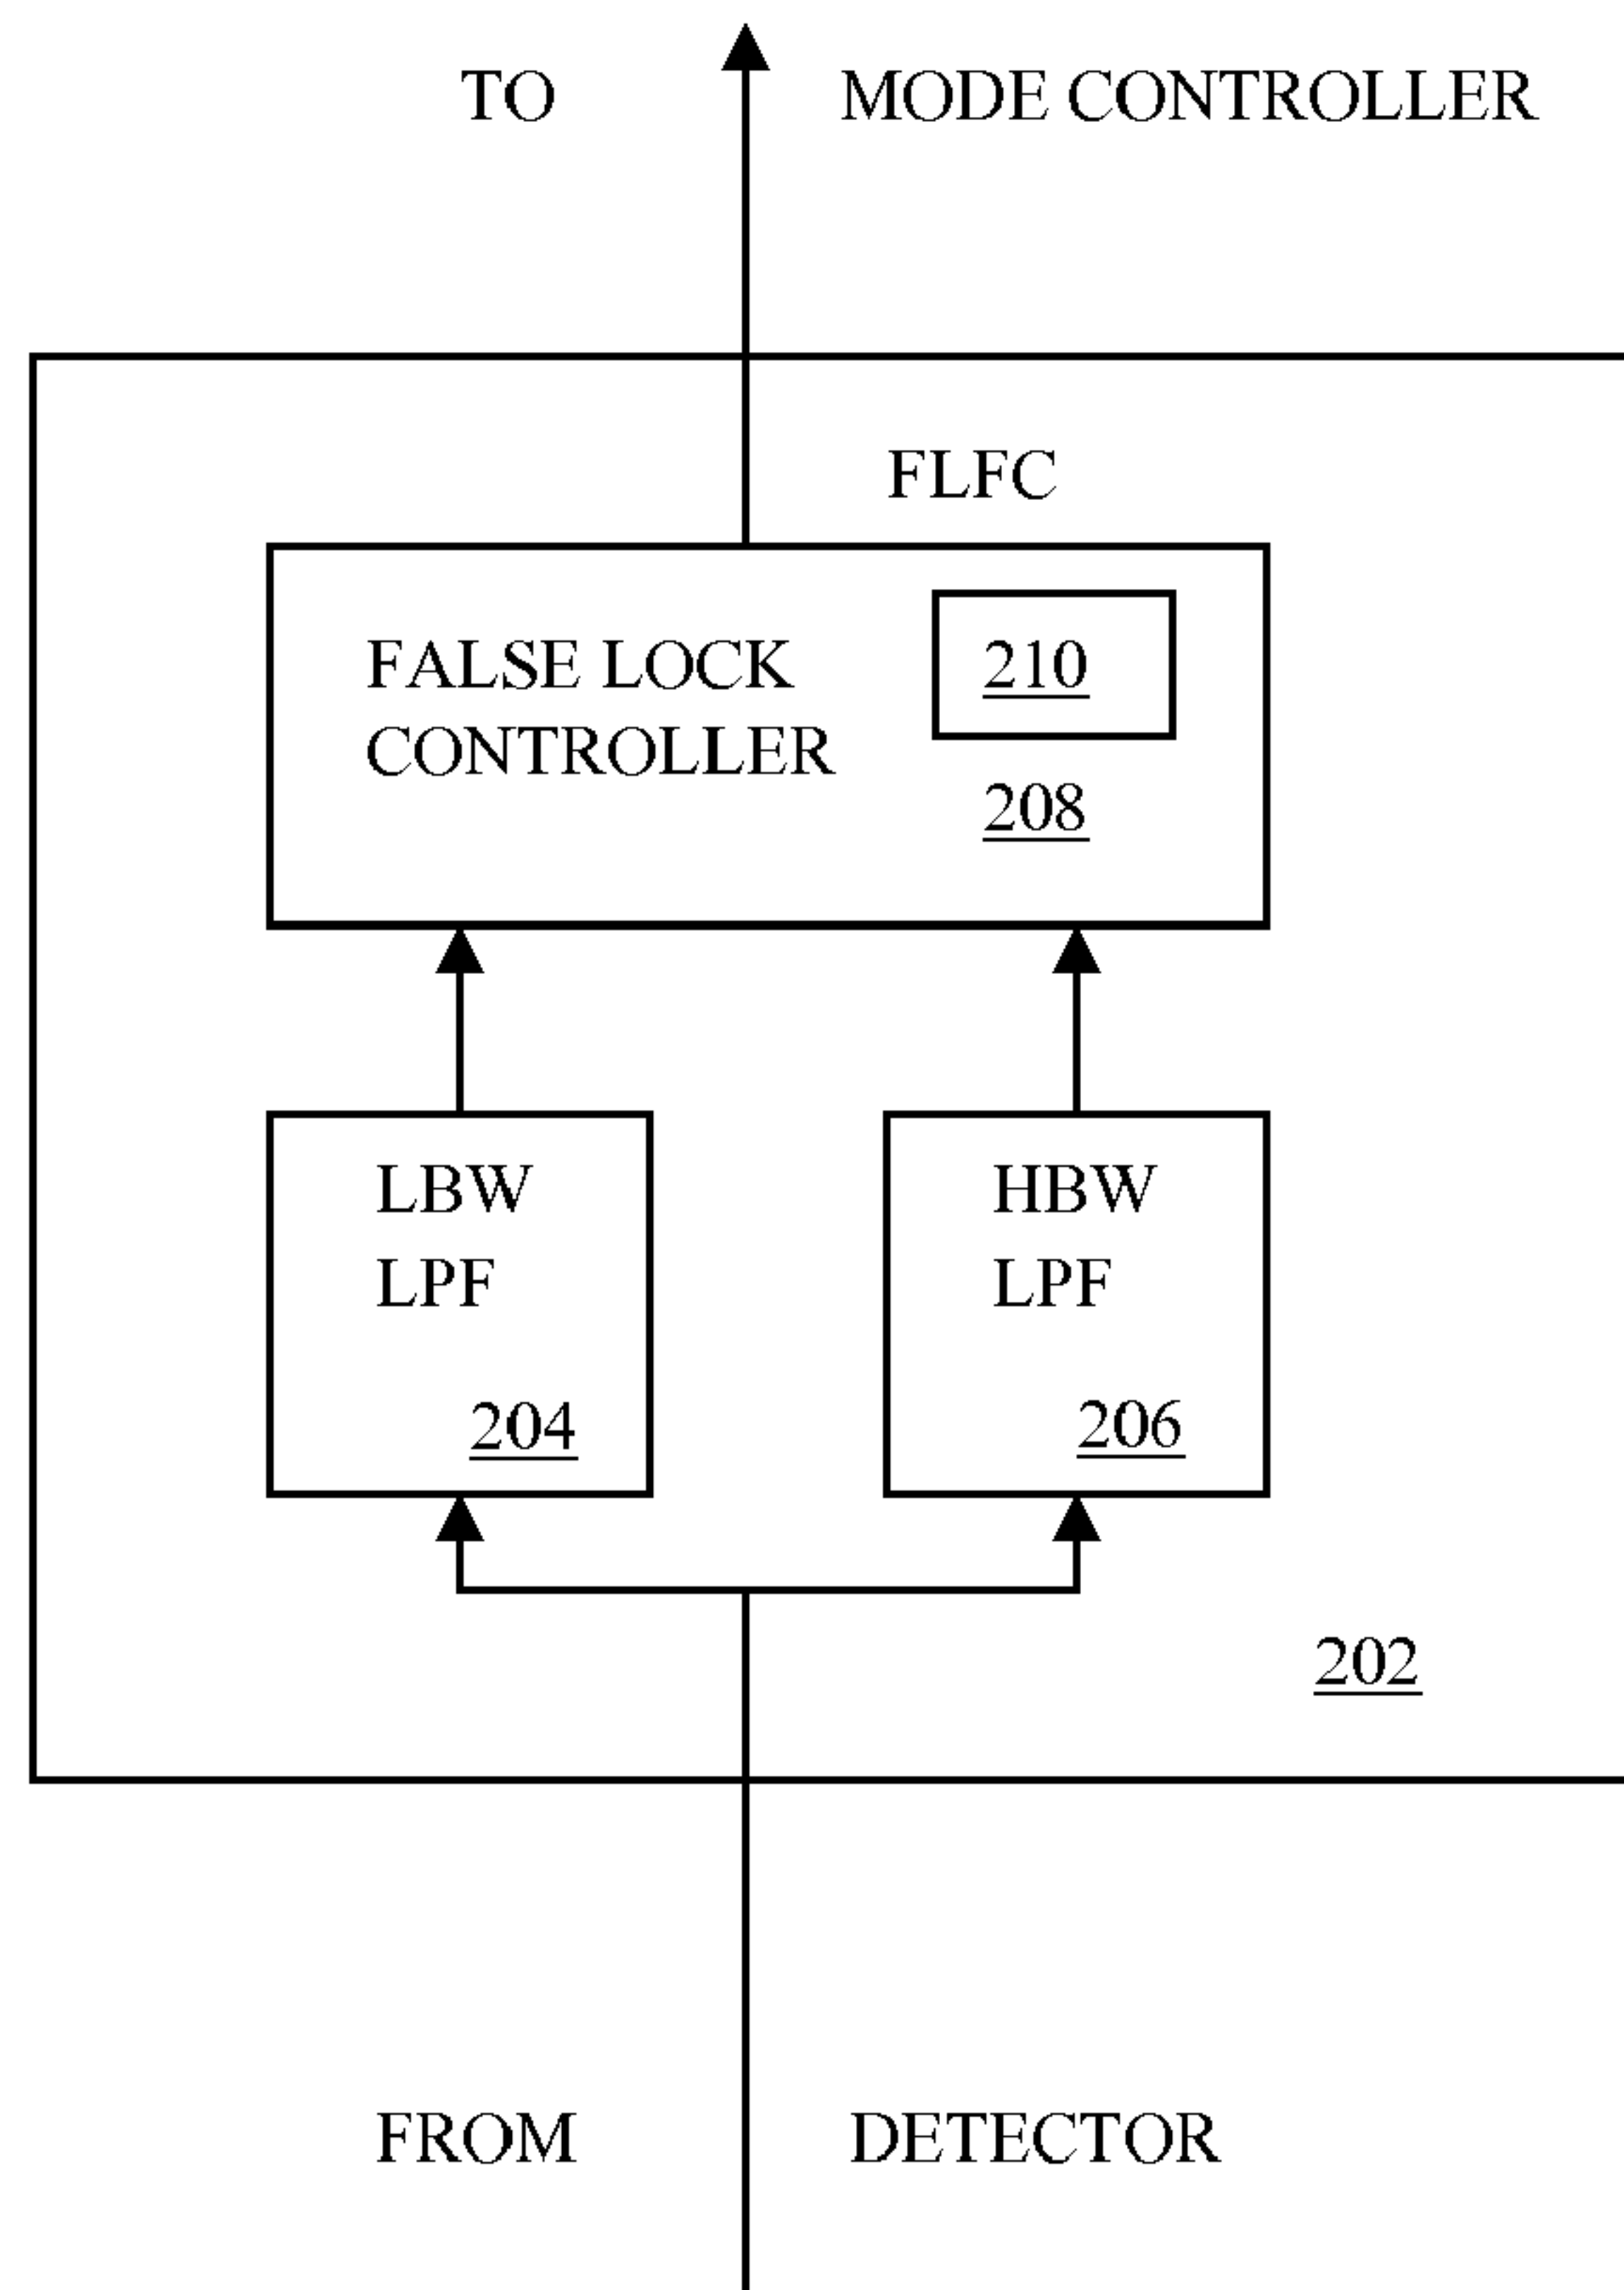 TO MODE CONTROLLER
FLFC
FALSE LOCK
CONTROLLER
210
208
LBW
LPF
204
HBW
LPF
206
202
FROM DETECTOR